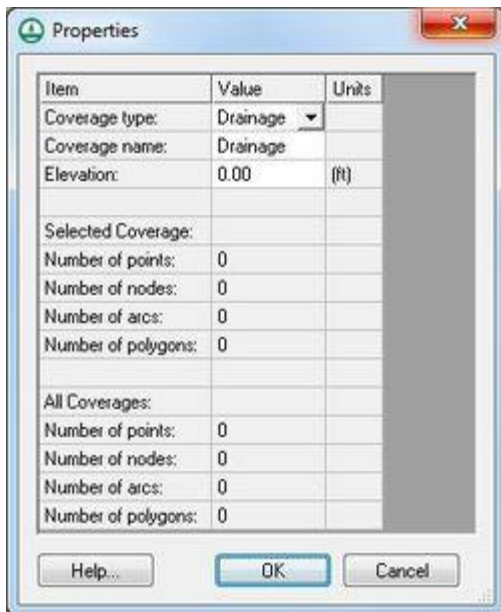 Properties
Item Value Units
Coverage type: Drainage
Coverage name: Drainage
Elevation: 0.00 (ft)
Selected Coverage:
Number of points: 0
Number of nodes: 0
Number of arcs: 0
Number of polygons: 0
All Coverages:
Number of points: 0
Number of nodes: 0
Number of arcs: 0
Number of polygons: 0
Help... OK Cancel